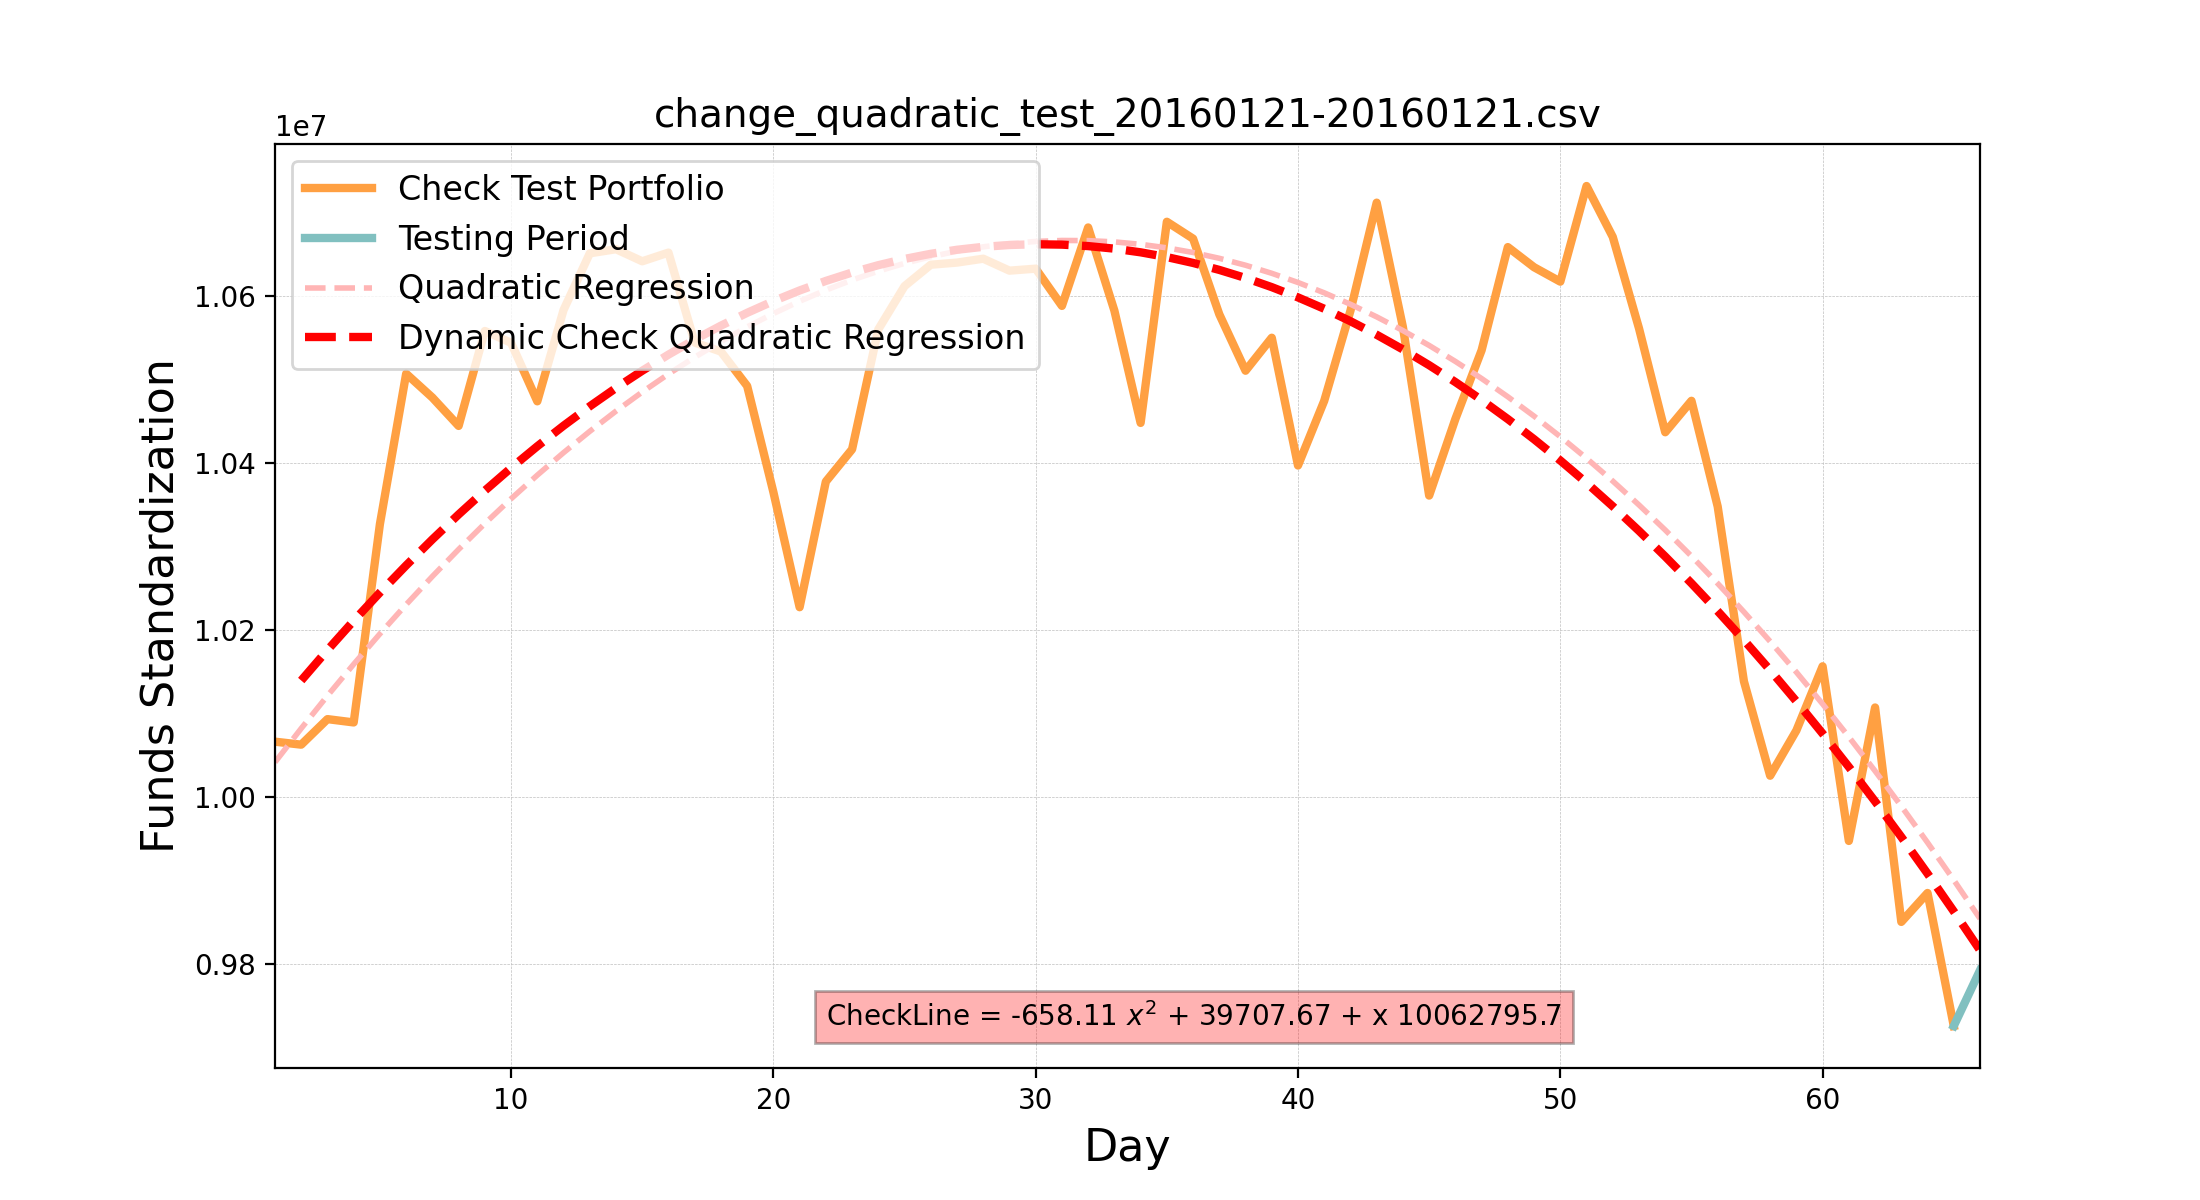 change_quadratic_test_20160121-20160121.csv
1e7
Check Test Portfolio
Testing Period
Quadratic Regression
Dynamic Check Quadratic Regression
1.06
1.04
1.02
1.00
0.98
Funds Standardization
CheckLine = -658.11 x² + 39707.67 + x 10062795.7
10 20 30 40 50 60
Day